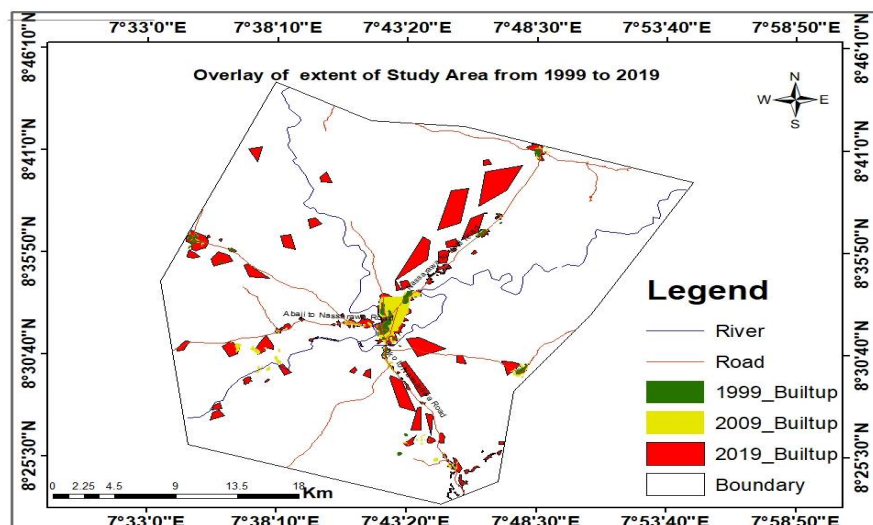 7°33'0"E 7°38'10"E 7°43'20"E 7°48'30"E 7°53'40"E 7°58'50"E
8°46'10"N
8°46'10"N
Overlay of extent of Study Area from 1999 to 2019
N
W E
S
8°41'0"N
8°41'0"N
8°35'50"N
8°35'50"N
Abaji to Nassarawa Road
Legend
River
Road
1999_Builtup
2009_Builtup
2019_Builtup
Boundary
8°30'40"N
8°30'40"N
Road
8°25'30"N
8°25'30"N
0 2.25 4.5 9 13.5 18
Km
7°33'0"E 7°38'10"E 7°43'20"E 7°48'30"E 7°53'40"E 7°58'50"E